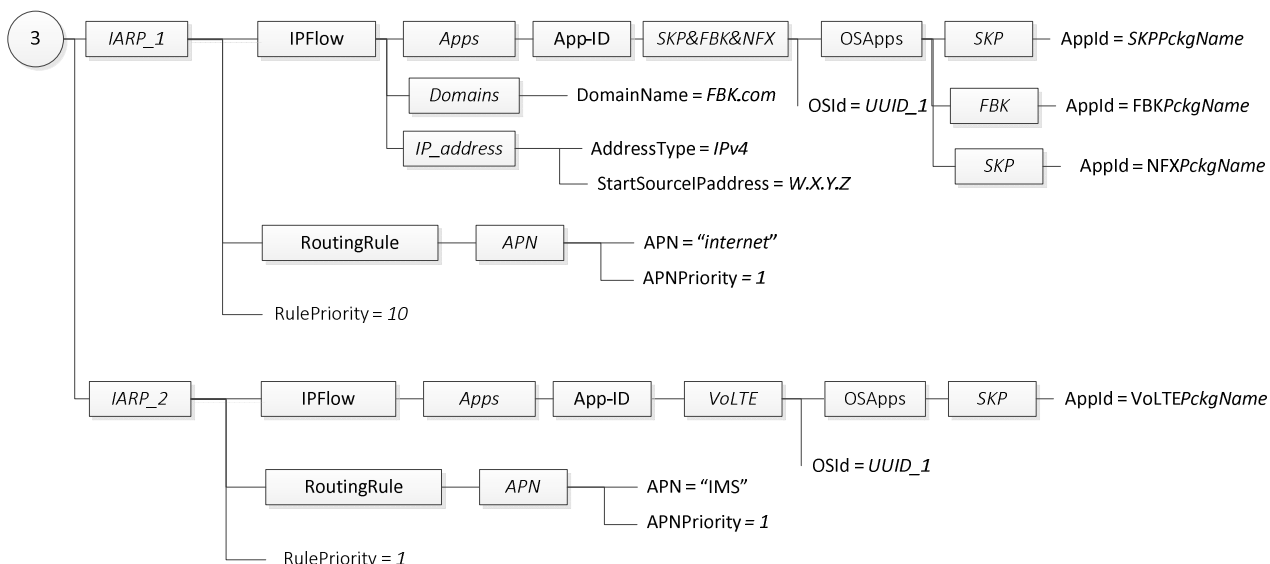 3
IARP_1
IPFlow
Apps
App-ID
SKP&FBK&NFX
OSApps
SKP
AppId = SKPPckgName
Domains
DomainName = FBK.com
OSId = UUID_1
FBK
AppId = FBKPckgName
IP_address
AddressType = IPv4
SKP
AppId = NFXPckgName
StartSourceIPaddress = W.X.Y.Z
RoutingRule
APN
APN = “internet”
APNPriority = 1
RulePriority = 10
IARP_2
IPFlow
Apps
App-ID
VoLTE
OSApps
SKP
AppId = VoLTEPckgName
OSId = UUID_1
RoutingRule
APN
APN = “IMS”
APNPriority = 1
RulePriority = 1